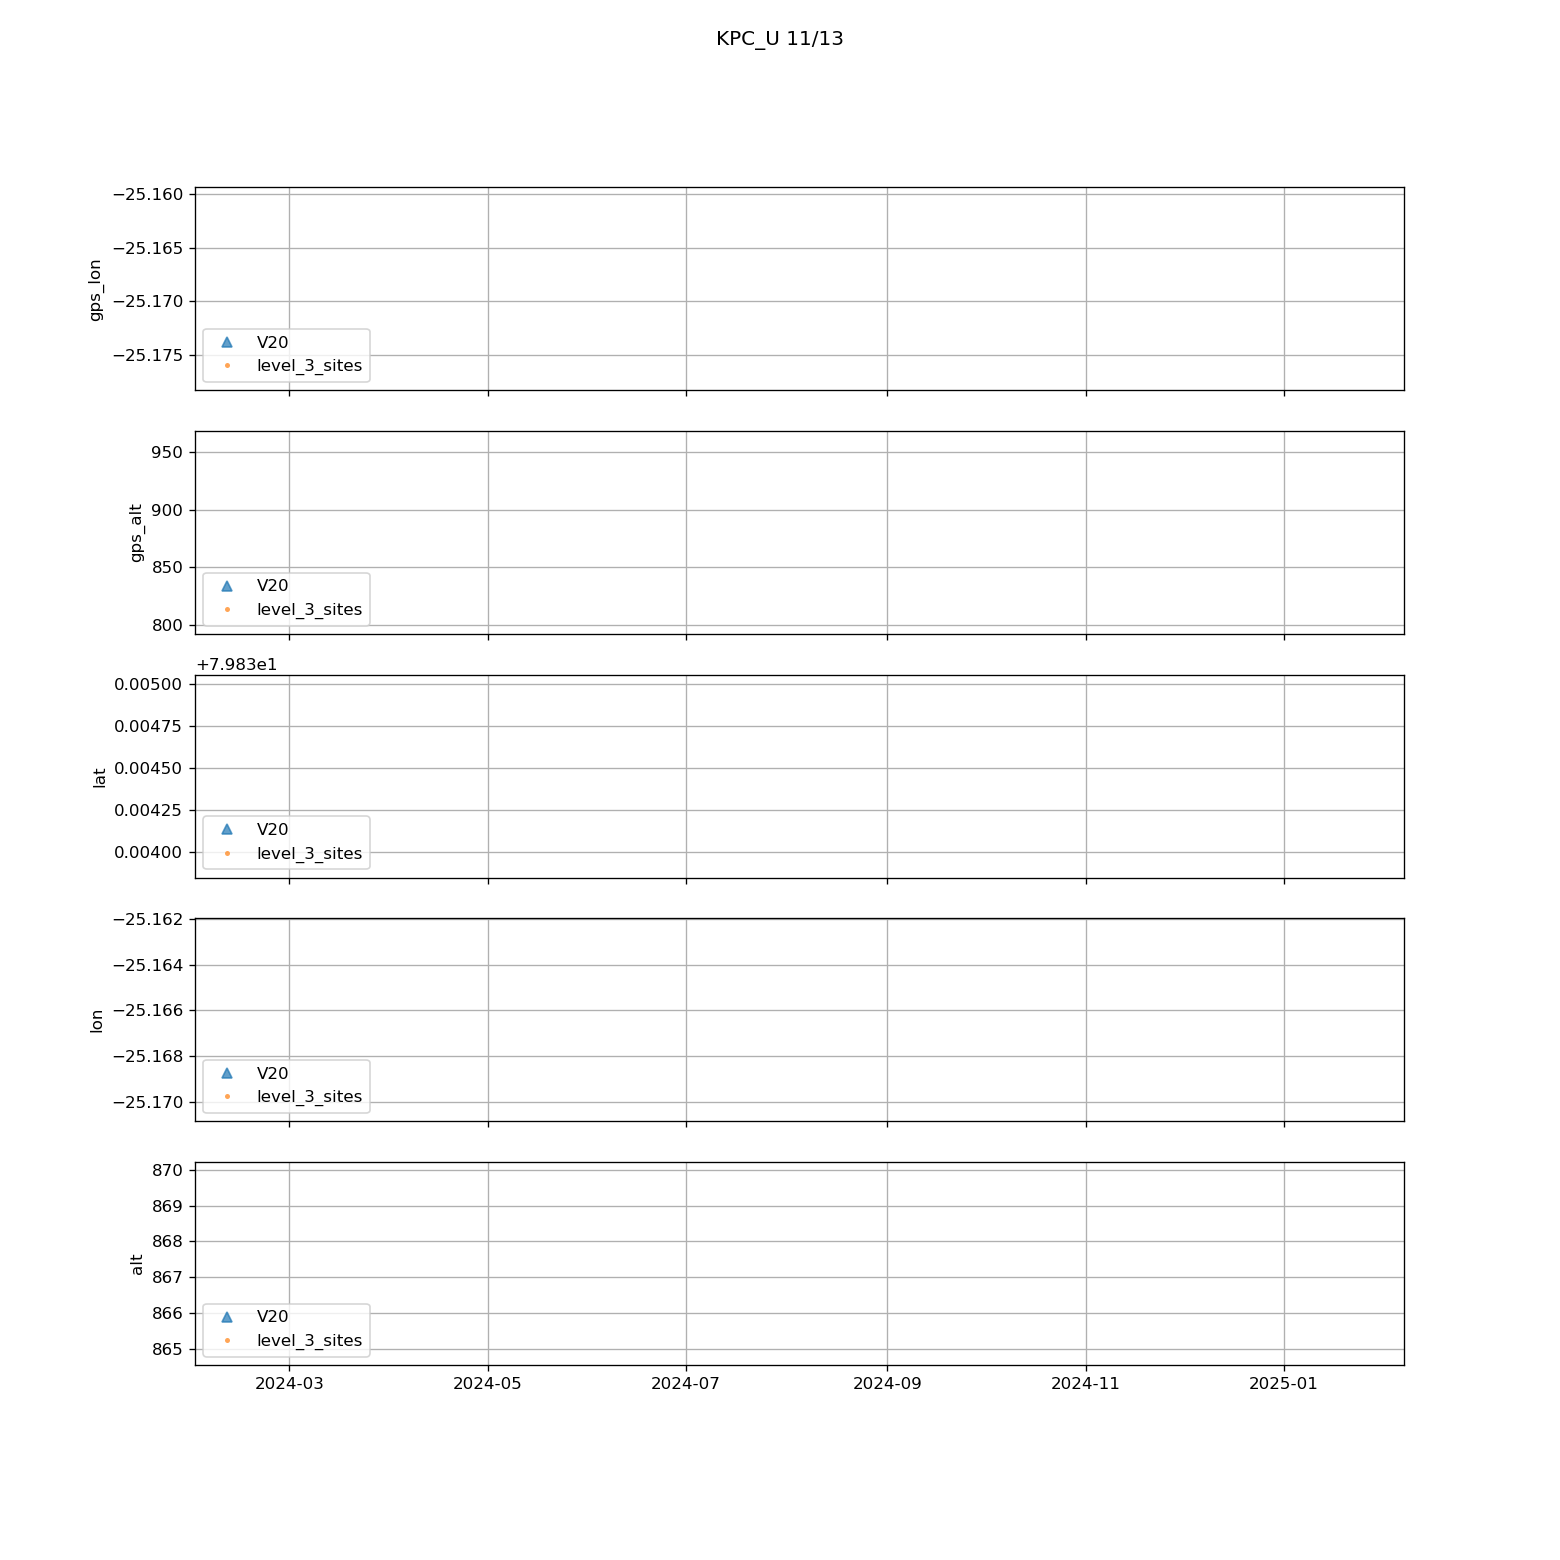 KPC_U 11/13
−25.160
−25.165
−25.170
−25.175
gps_lon
V20
level_3_sites
950
900
850
800
gps_alt
V20
level_3_sites
+7.983e1
0.00500
0.00475
0.00450
0.00425
0.00400
lat
V20
level_3_sites
−25.162
−25.164
−25.166
−25.168
−25.170
lon
V20
level_3_sites
870
869
868
867
866
865
alt
V20
level_3_sites
2024-03 2024-05 2024-07 2024-09 2024-11 2025-01